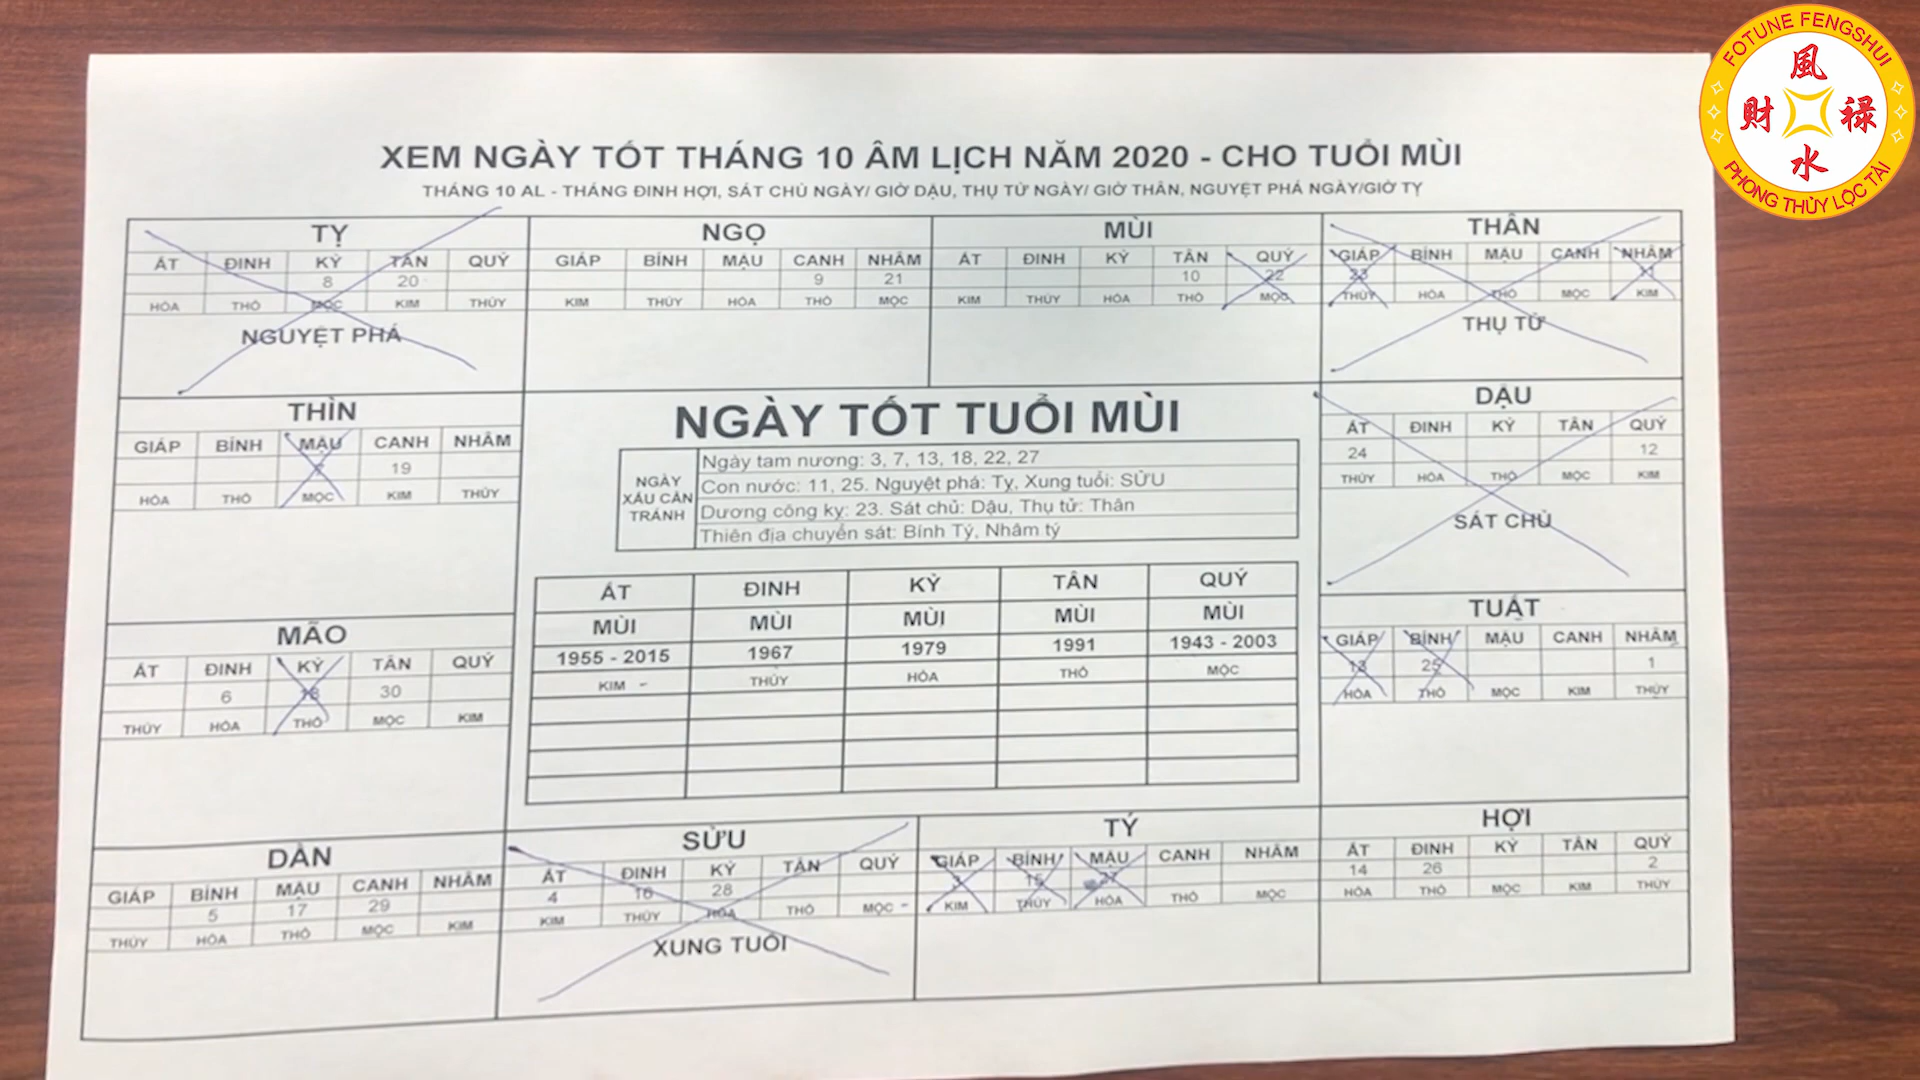 FOTUNE FENGSHUI
風
財 禄
水
PHONG THỦY LỘC TÀI
XEM NGÀY TỐT THÁNG 10 ÂM LỊCH NĂM 2020 - CHO TUỔI MÙI
THÁNG 10 AL - THÁNG ĐINH HỢI, SÁT CHỦ NGÀY/ GIỜ DẬU, THỤ TỬ NGÀY/ GIỜ THÂN, NGUYỆT PHÁ NGÀY/GIỜ TỴ
TỴ
ẤT ĐINH KỶ TÂN QUÝ
8 20
HỎA THỔ MỘC KIM THỦY
NGUYỆT PHÁ
NGỌ
GIÁP BÍNH MẬU CANH NHÂM
9 21
KIM THỦY HỎA THỔ MỘC
MÙI
ẤT ĐINH KỶ TÂN QUÝ
10 22
KIM THỦY HỎA THỔ MỘC
THÂN
GIÁP BÍNH MẬU CANH NHÂM
23 11
THỦY HỎA THỔ MỘC KIM
THỤ TỬ
THÌN
GIÁP BÍNH MẬU CANH NHÂM
7 19
HỎA THỔ MỘC KIM THỦY
NGÀY TỐT TUỔI MÙI
NGÀY XẤU CẦN TRÁNH
Ngày tam nương: 3, 7, 13, 18, 22, 27
Con nước: 11, 25. Nguyệt phá: Tỵ, Xung tuổi: SỬU
Dương công kỵ: 23. Sát chủ: Dậu, Thụ tử: Thân
Thiên địa chuyển sát: Bính Tý, Nhâm tý
DẬU
ẤT ĐINH KỶ TÂN QUÝ
24 12
THỦY HỎA THỔ MỘC KIM
SÁT CHỦ
ẤT ĐINH KỶ TÂN QUÝ
MÙI MÙI MÙI MÙI MÙI
1955 - 2015 1967 1979 1991 1943 - 2003
KIM - THỦY HỎA THỔ MỘC
MÃO
ẤT ĐINH KỶ TÂN QUÝ
6 18 30
THỦY HỎA THỔ MỘC KIM
TUẤT
GIÁP BÍNH MẬU CANH NHÂM
13 25 1
HỎA THỔ MỘC KIM THỦY
DẦN
GIÁP BÍNH MẬU CANH NHÂM
5 17 29
THỦY HỎA THỔ MỘC KIM
SỬU
ẤT ĐINH KỶ TÂN QUÝ
4 16 28
KIM THỦY HỎA THỔ MỘC -
XUNG TUỔI
TÝ
GIÁP BÍNH MẬU CANH NHÂM
3 15 27
KIM THỦY HỎA THỔ MỘC
HỢI
ẤT ĐINH KỶ TÂN QUÝ
14 26 2
HỎA THỔ MỘC KIM THỦY